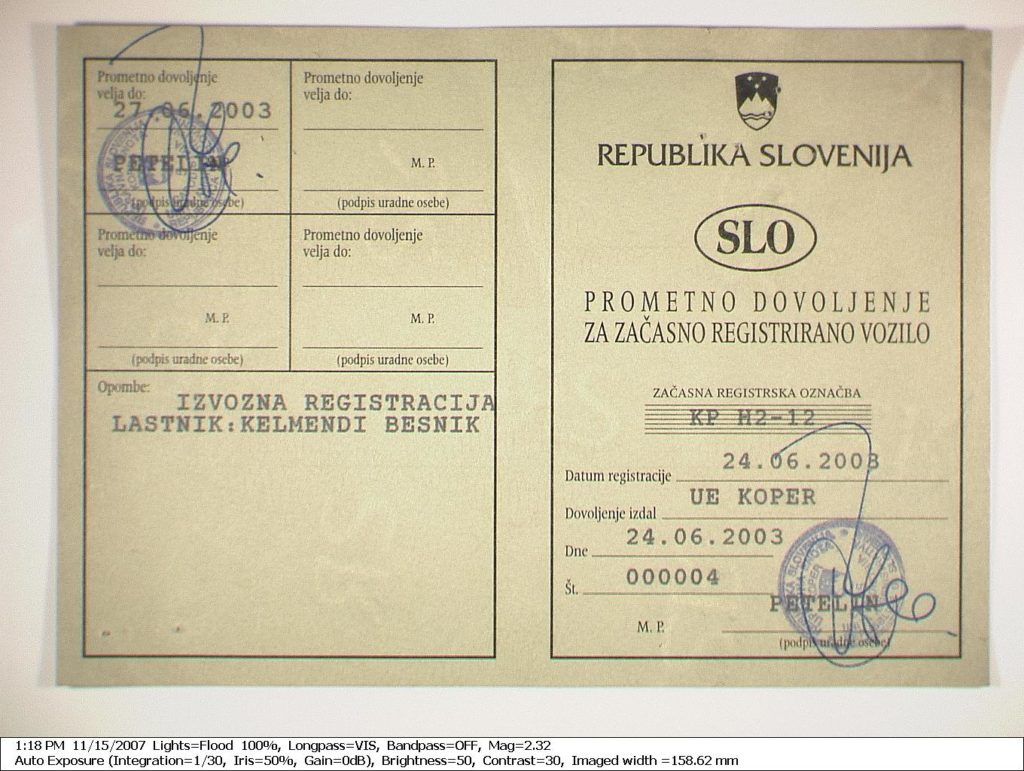 Prometno dovoljenje
velja do:
27.06.2003
PETELIN
(podpis uradne osebe)
Prometno dovoljenje
velja do:
M. P.
(podpis uradne osebe)
Prometno dovoljenje
velja do:
M. P.
(podpis uradne osebe)
Prometno dovoljenje
velja do:
M. P.
(podpis uradne osebe)
Opombe:
IZVOZNA REGISTRACIJA
LASTNIK:KELMENDI BESNIK
REPUBLIKA SLOVENIJA
SLO
PROMETNO DOVOLJENJE
ZA ZAČASNO REGISTRIRANO VOZILO
ZAČASNA REGISTRSKA OZNAČBA
KP H2-12
Datum registracije 24.06.2003
Dovoljenje izdal UE KOPER
Dne 24.06.2003
Št. 000004
PETELIN
M. P.
(podpis uradne osebe)
1:18 PM 11/15/2007 Lights=Flood 100%, Longpass=VIS, Bandpass=OFF, Mag=2.32
Auto Exposure (Integration=1/30, Iris=50%, Gain=0dB), Brightness=50, Contrast=30, Imaged width =158.62 mm